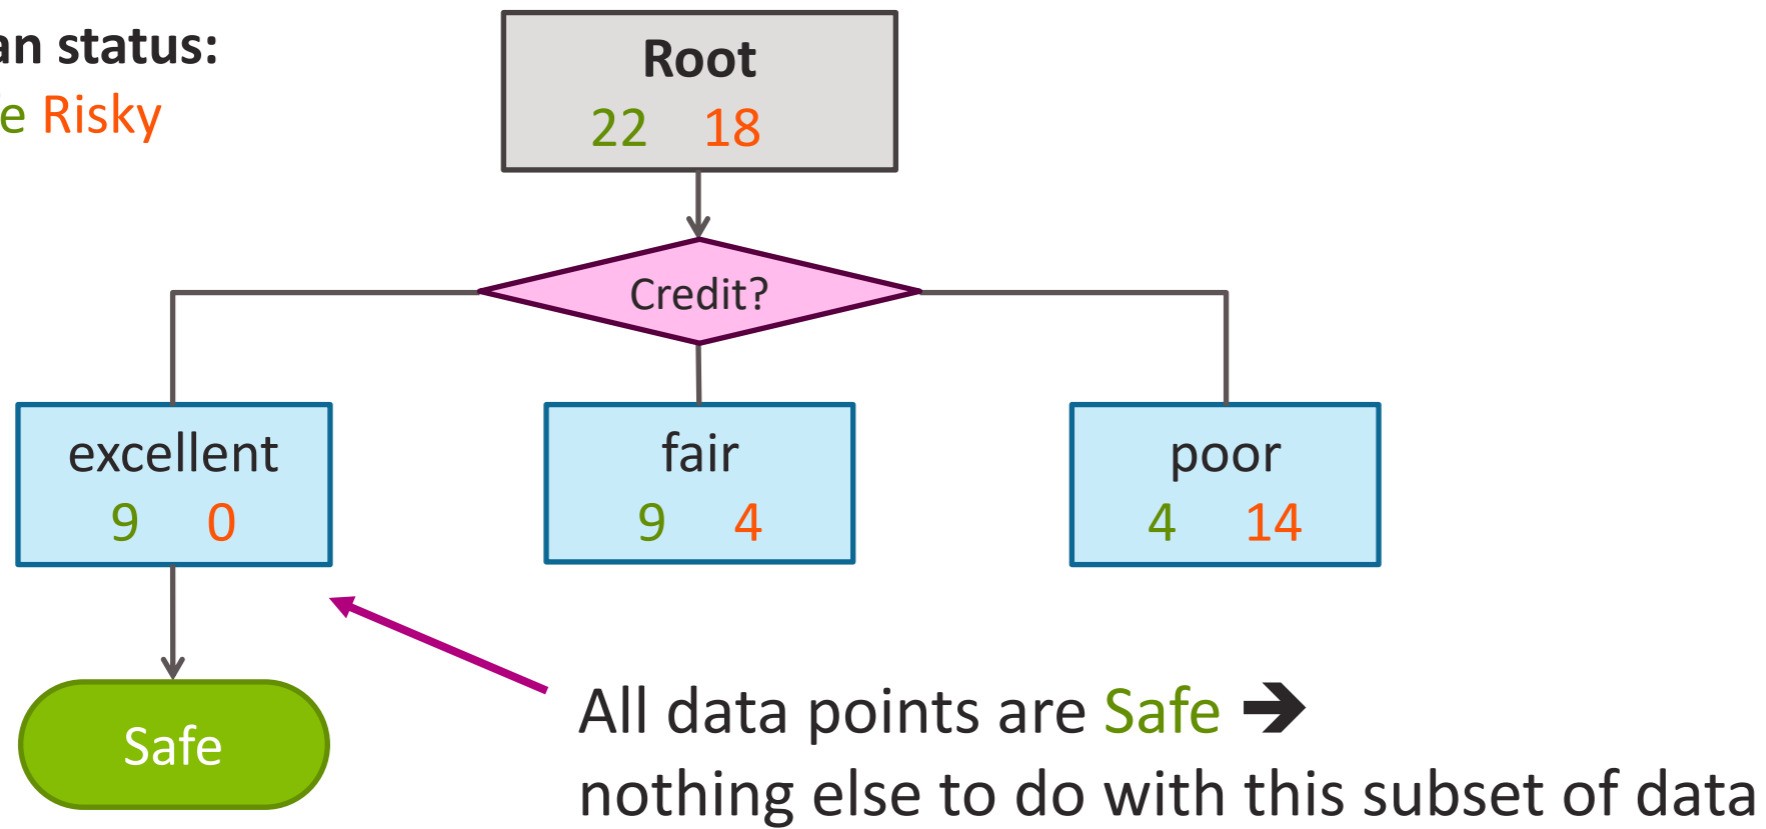 an status:
e Risky
Root
22 18
Credit?
excellent
9 0
fair
9 4
poor
4 14
Safe
All data points are Safe ➔
nothing else to do with this subset of data